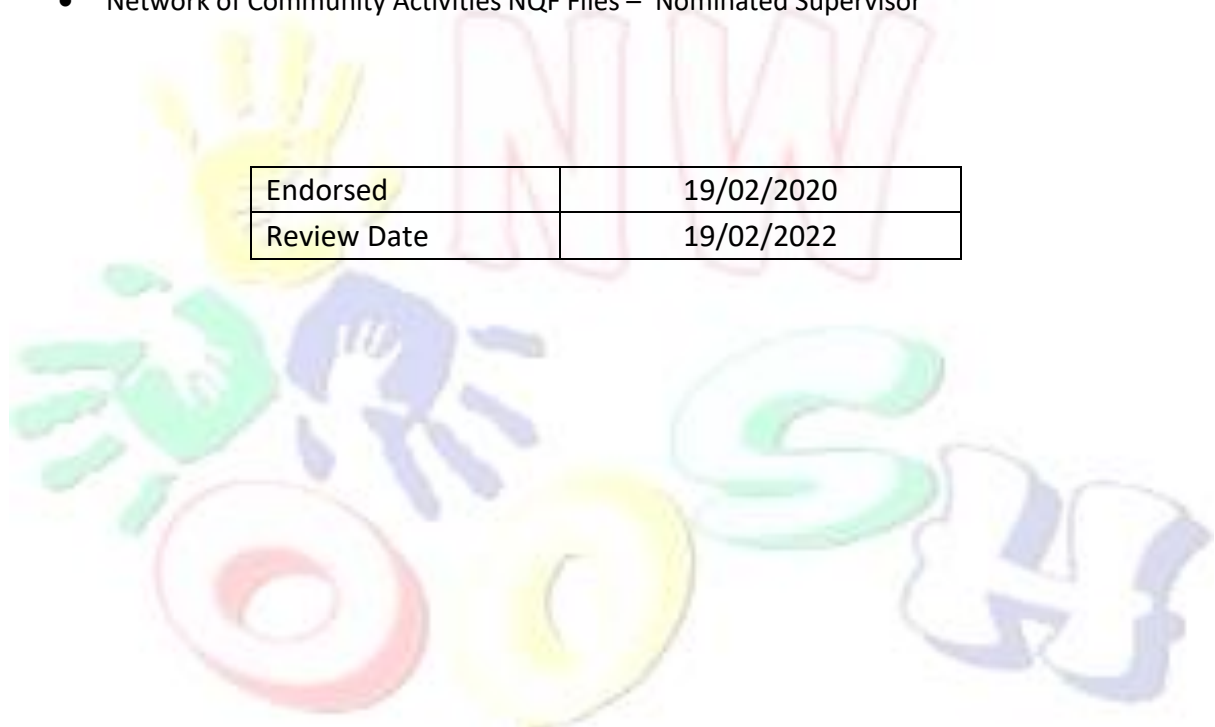 • Network of Community Activities NQF Files – Nominated Supervisor
Endorsed 19/02/2020
Review Date 19/02/2022
NW
OOSH